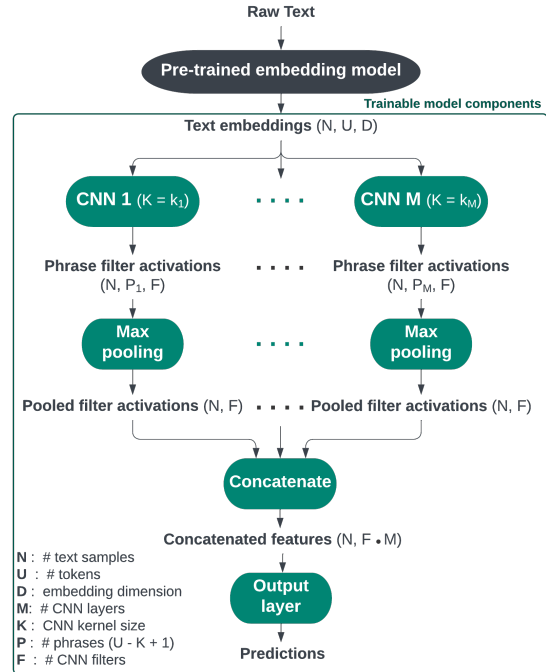 Raw Text
Pre-trained embedding model
Trainable model components
Text embeddings (N, U, D)
CNN 1 (K = k₁)
CNN M (K = kM)
Phrase filter activations
(N, P₁, F)
Phrase filter activations
(N, PM, F)
Max
pooling
Max
pooling
Pooled filter activations (N, F)
Pooled filter activations (N, F)
Concatenate
Concatenated features (N, F • M)
Output
layer
Predictions
N : # text samples
U : # tokens
D : embedding dimension
M: # CNN layers
K: CNN kernel size
P : # phrases (U - K + 1)
F : # CNN filters